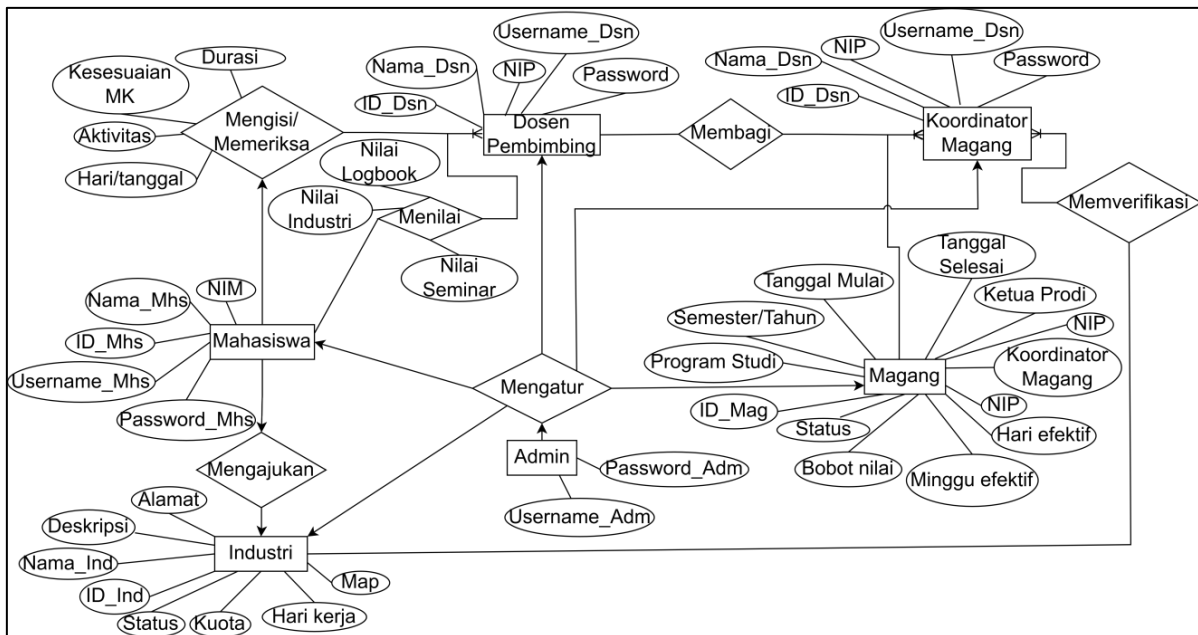 Durasi
Kesesuaian
MK
Aktivitas
Hari/tanggal
Mengisi/
Memeriksa
Nama_Dsn
ID_Dsn
NIP
Username_Dsn
Password
Dosen
Pembimbing
Membagi
Nama_Dsn
ID_Dsn
NIP
Username_Dsn
Password
Koordinator
Magang
Memverifikasi
Nilai
Logbook
Nilai
Industri
Menilai
Nilai
Seminar
Nama_Mhs
NIM
ID_Mhs
Mahasiswa
Username_Mhs
Password_Mhs
Mengajukan
Mengatur
Admin
Password_Adm
Username_Adm
Tanggal Mulai
Tanggal
Selesai
Ketua Prodi
Semester/Tahun
NIP
Program Studi
Magang
Koordinator
Magang
ID_Mag
NIP
Status
Hari efektif
Bobot nilai
Minggu efektif
Alamat
Deskripsi
Nama_Ind
Industri
ID_Ind
Map
Status
Kuota
Hari kerja